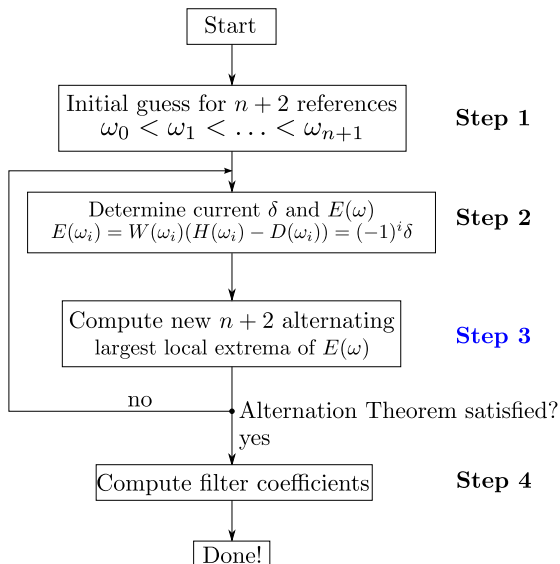 Start
Initial guess for n + 2 references
ω₀ < ω₁ < … < ωₙ₊₁
Step 1
Determine current δ and E(ω)
E(ωᵢ) = W(ωᵢ)(H(ωᵢ) − D(ωᵢ)) = (−1)ⁱδ
Step 2
Compute new n + 2 alternating
largest local extrema of E(ω)
Step 3
no
Alternation Theorem satisfied?
yes
Compute filter coefficients
Step 4
Done!